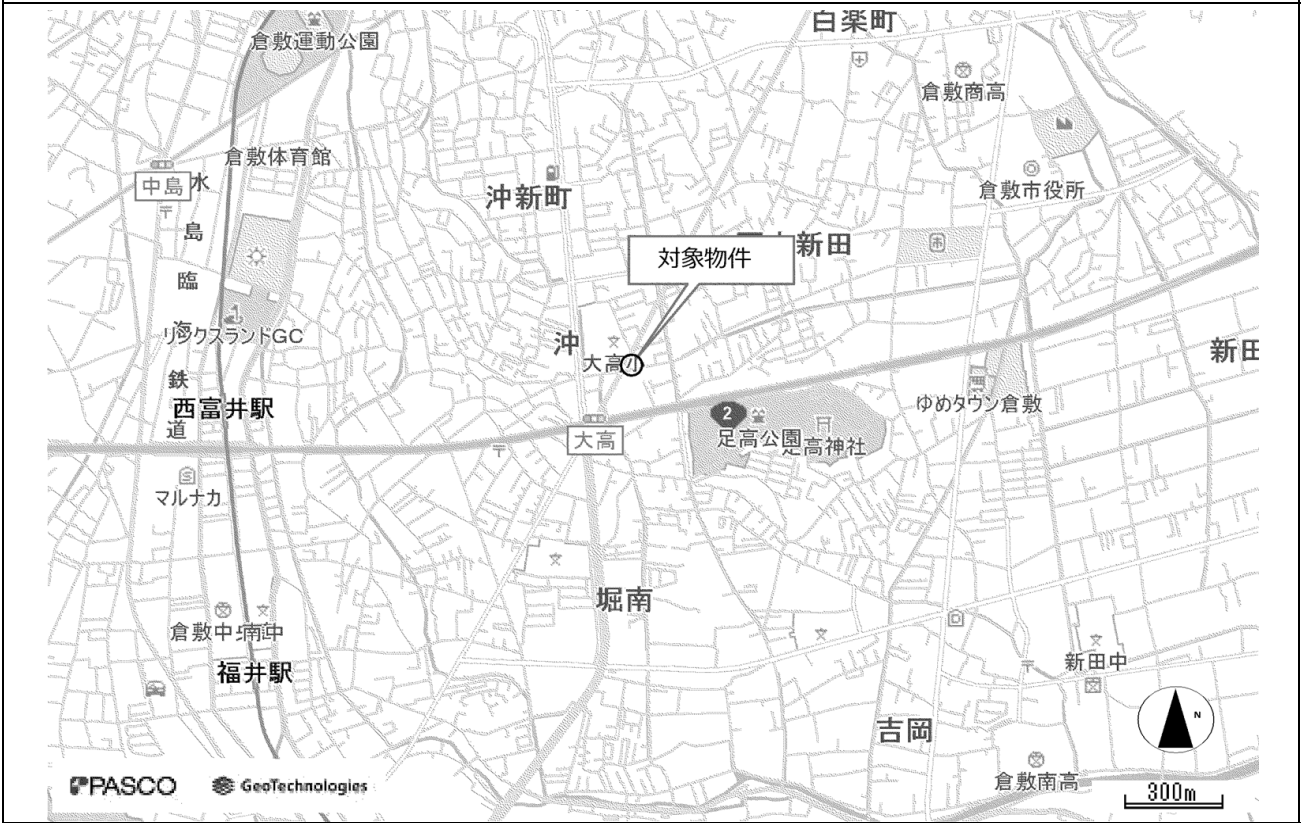 白楽町
倉敷運動公園
倉敷商高
倉敷体育館
中島
水島臨海鉄道
沖新町
倉敷市役所
新田
対象物件
リンクスランドGC
沖
大高小
新田
西富井駅
ゆめタウン倉敷
2
大高
足高公園
足高神社
マルナカ
堀南
倉敷中
南中
福井駅
新田中
N
吉岡
倉敷南高
PASCO
GeoTechnologies
300m